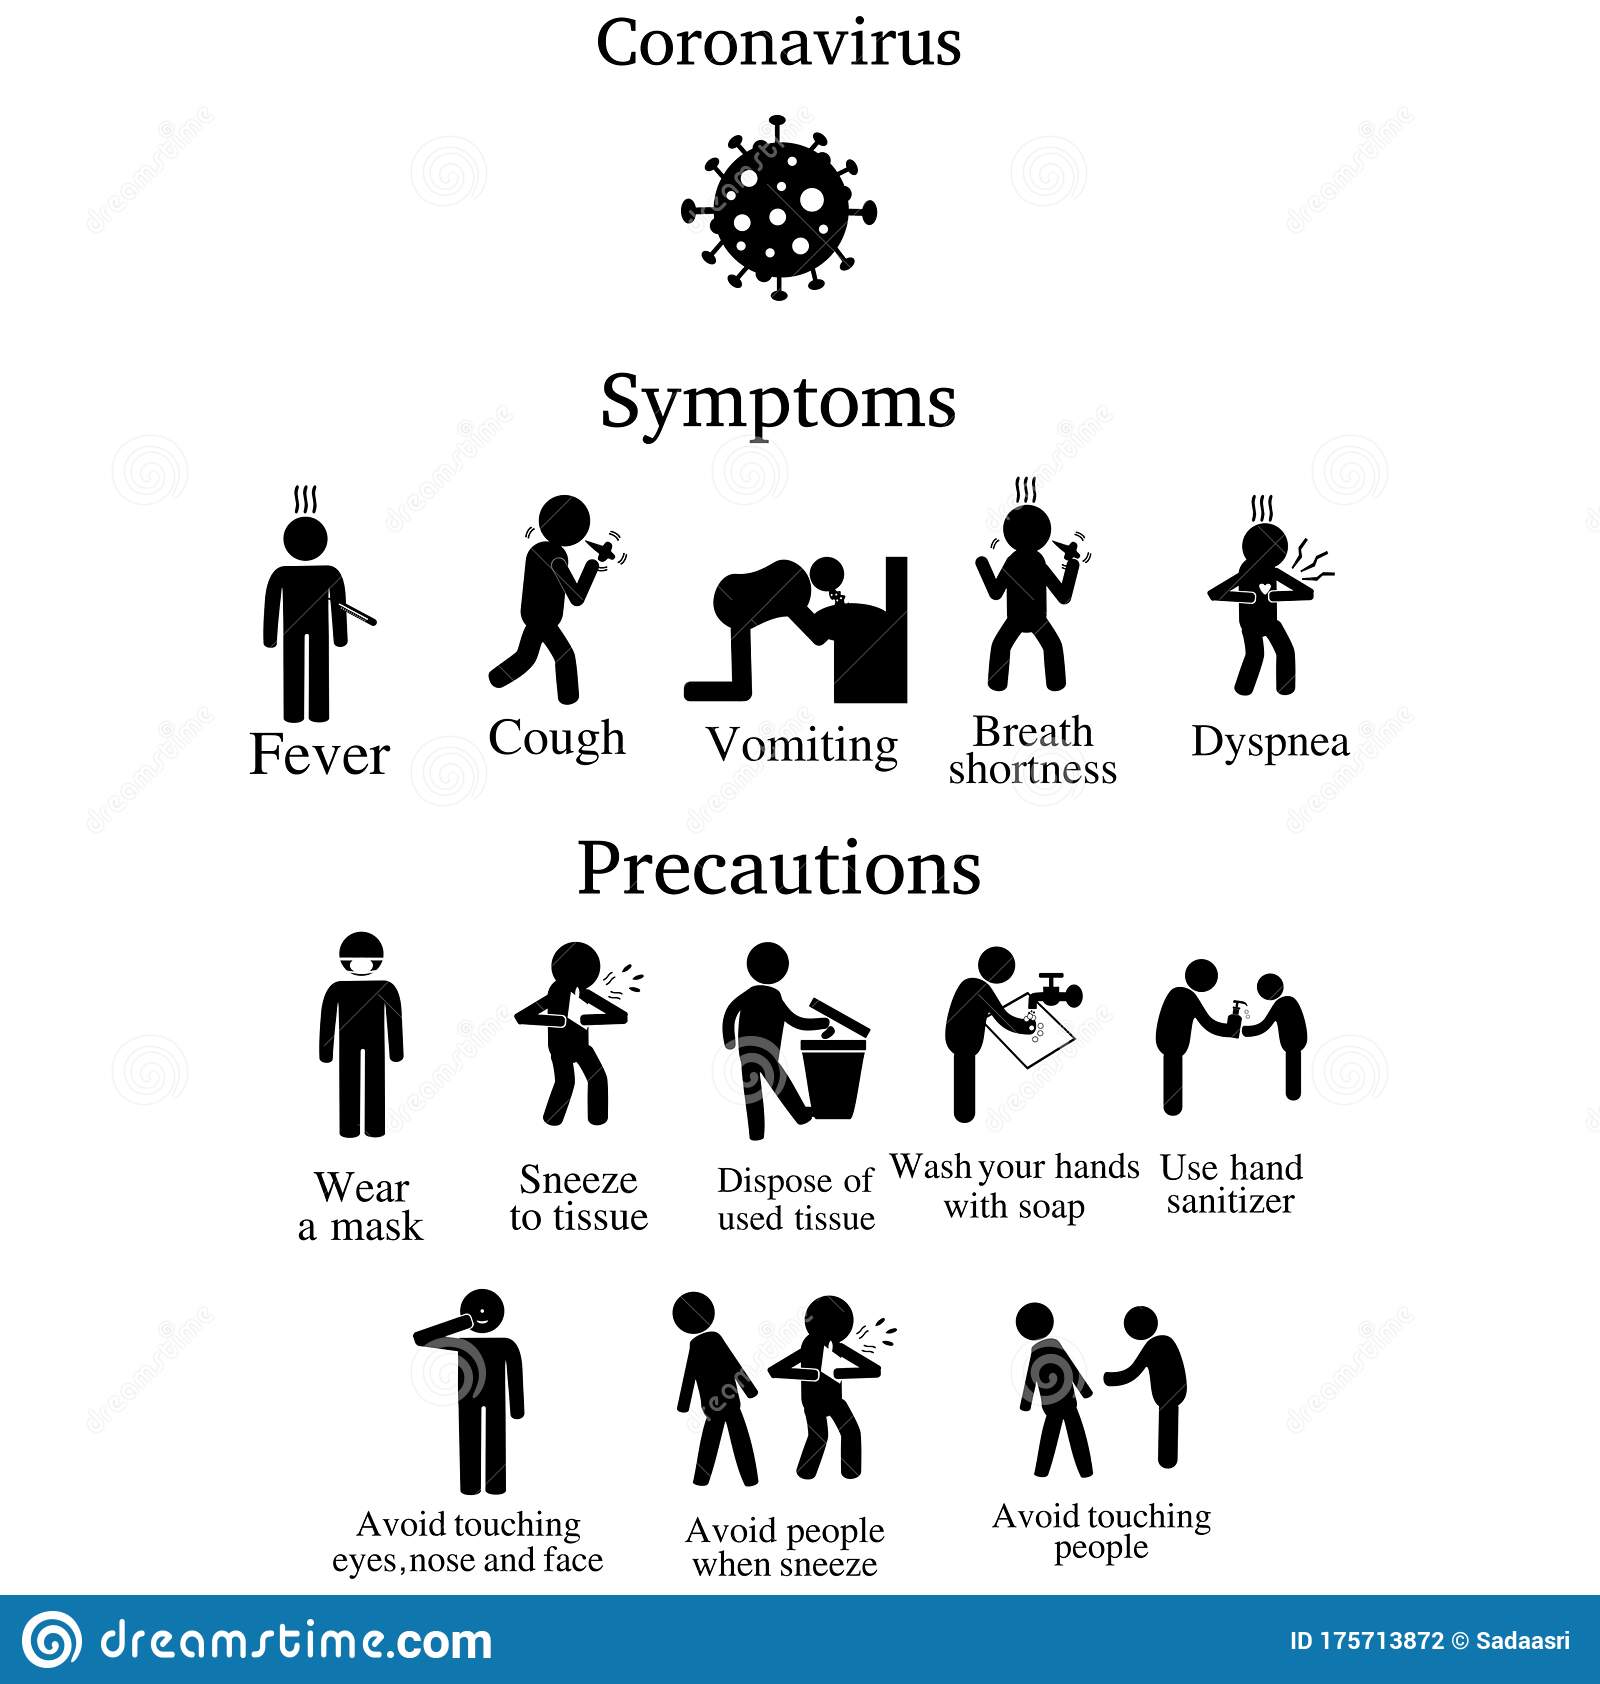 Coronavirus
Symptoms
Fever
Cough
Vomiting
Breath
shortness
Dyspnea
Precautions
Wear
a mask
Sneeze
to tissue
Dispose of
used tissue
Wash your hands
with soap
Use hand
sanitizer
Avoid touching
eyes,nose and face
Avoid people
when sneeze
Avoid touching
people
dreamstime.com
ID 175713872 © Sadaasri